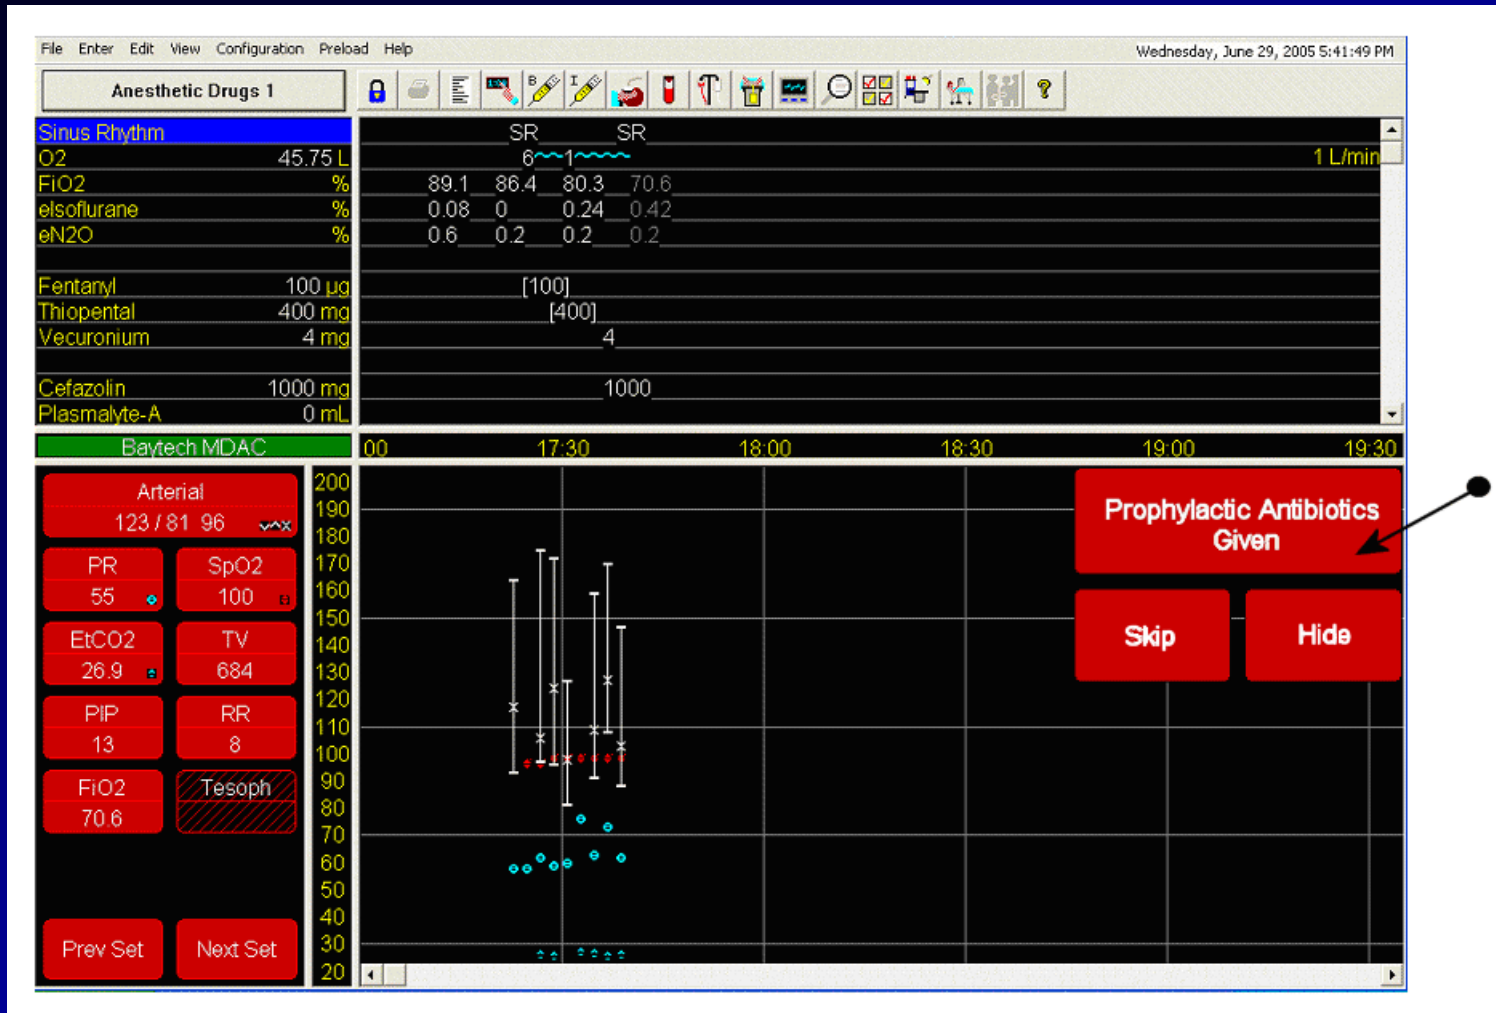 File Enter Edit View Configuration Preload Help Wednesday, June 29, 2005 5:41:49 PM
Anesthetic Drugs 1
Sinus Rhythm SR SR
O2 45.75 L 6 1 1 L/min
FiO2 % 89.1 86.4 80.3 70.6
eIsoflurane % 0.08 0 0.24 0.42
eN2O % 0.6 0.2 0.2 0.2
Fentanyl 100 µg [100]
Thiopental 400 mg [400]
Vecuronium 4 mg 4
Cefazolin 1000 mg 1000
Plasmalyte-A 0 mL
Baytech MDAC 00 17:30 18:00 18:30 19:00 19:30
Arterial
123 / 81 96
PR SpO2
55 100
EtCO2 TV
26.9 684
PIP RR
13 8
FiO2 Tesoph
70.6
Prev Set Next Set
200
190
180
170
160
150
140
130
120
110
100
90
80
70
60
50
40
30
20
Prophylactic Antibiotics
Given
Skip Hide